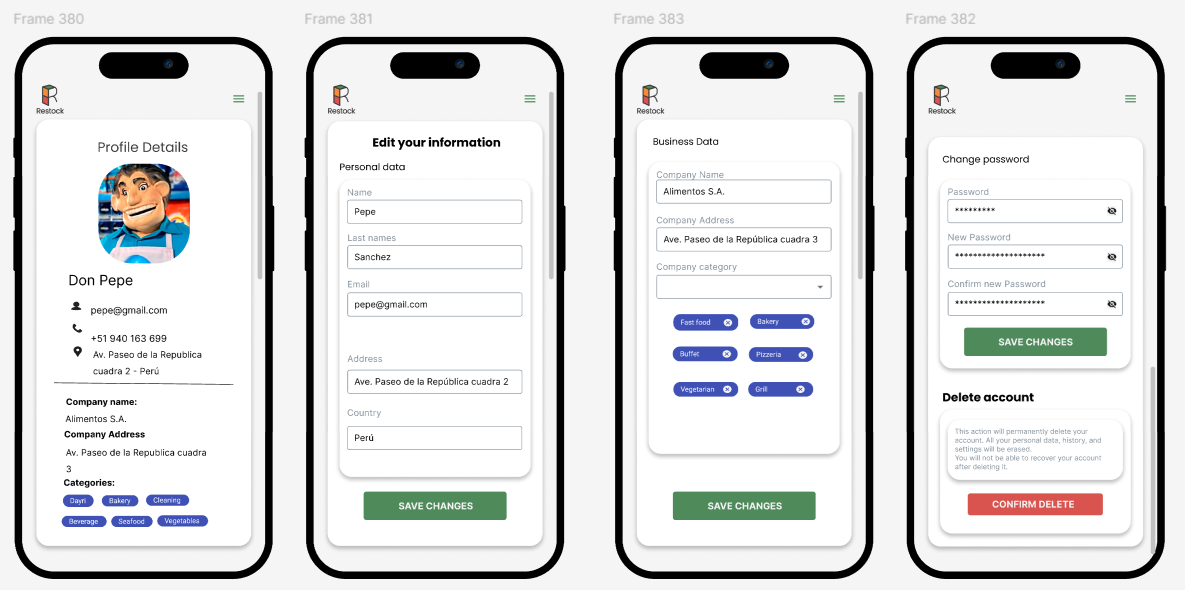 Frame 380
Restock
Profile Details
Don Pepe
pepe@gmail.com
+51 940 163 699
Av. Paseo de la Republica
cuadra 2 - Perú
Company name:
Alimentos S.A.
Company Address
Av. Paseo de la Republica cuadra
3
Categories:
Dayri
Bakery
Cleaning
Beverage
Seafood
Vegetables
Frame 381
Restock
Edit your information
Personal data
Name
Pepe
Last names
Sanchez
Email
pepe@gmail.com
Address
Ave. Paseo de la República cuadra 2
Country
Perú
SAVE CHANGES
Frame 383
Restock
Business Data
Company Name
Alimentos S.A.
Company Address
Ave. Paseo de la República cuadra 3
Company category
Fast food
Bakery
Buffet
Pizzeria
Vegetarian
Grill
SAVE CHANGES
Frame 382
Restock
Change password
Password
*********
New Password
********************
Confirm new Password
********************
SAVE CHANGES
Delete account
This action will permanently delete your
account. All your personal data, history, and
settings will be erased.
You will not be able to recover your account
after deleting it.
CONFIRM DELETE